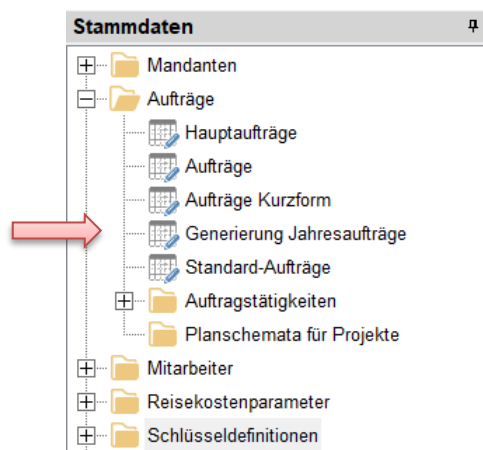 Stammdaten
Mandanten
Aufträge
Hauptaufträge
Aufträge
Aufträge Kurzform
Generierung Jahresaufträge
Standard-Aufträge
Auftragstätigkeiten
Planschemata für Projekte
Mitarbeiter
Reisekostenparameter
Schlüsseldefinitionen